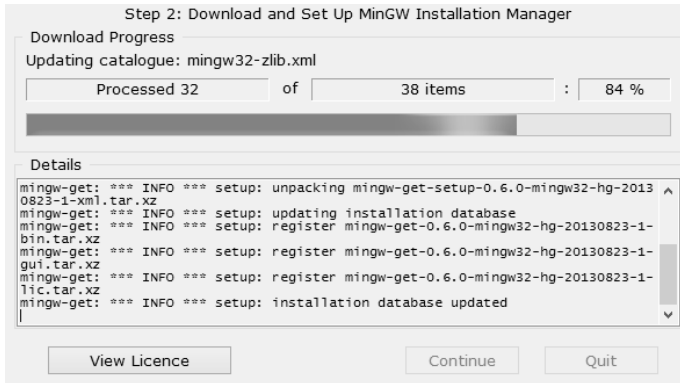 Step 2: Download and Set Up MinGW Installation Manager
Download Progress
Updating catalogue: mingw32-zlib.xml
Processed 32 of 38 items : 84 %
Details
mingw-get: *** INFO *** setup: unpacking mingw-get-setup-0.6.0-mingw32-hg-2013
0823-1-xml.tar.xz
mingw-get: *** INFO *** setup: updating installation database
mingw-get: *** INFO *** setup: register mingw-get-0.6.0-mingw32-hg-20130823-1-
bin.tar.xz
mingw-get: *** INFO *** setup: register mingw-get-0.6.0-mingw32-hg-20130823-1-
gui.tar.xz
mingw-get: *** INFO *** setup: register mingw-get-0.6.0-mingw32-hg-20130823-1-
lic.tar.xz
mingw-get: *** INFO *** setup: installation database updated
View Licence Continue Quit